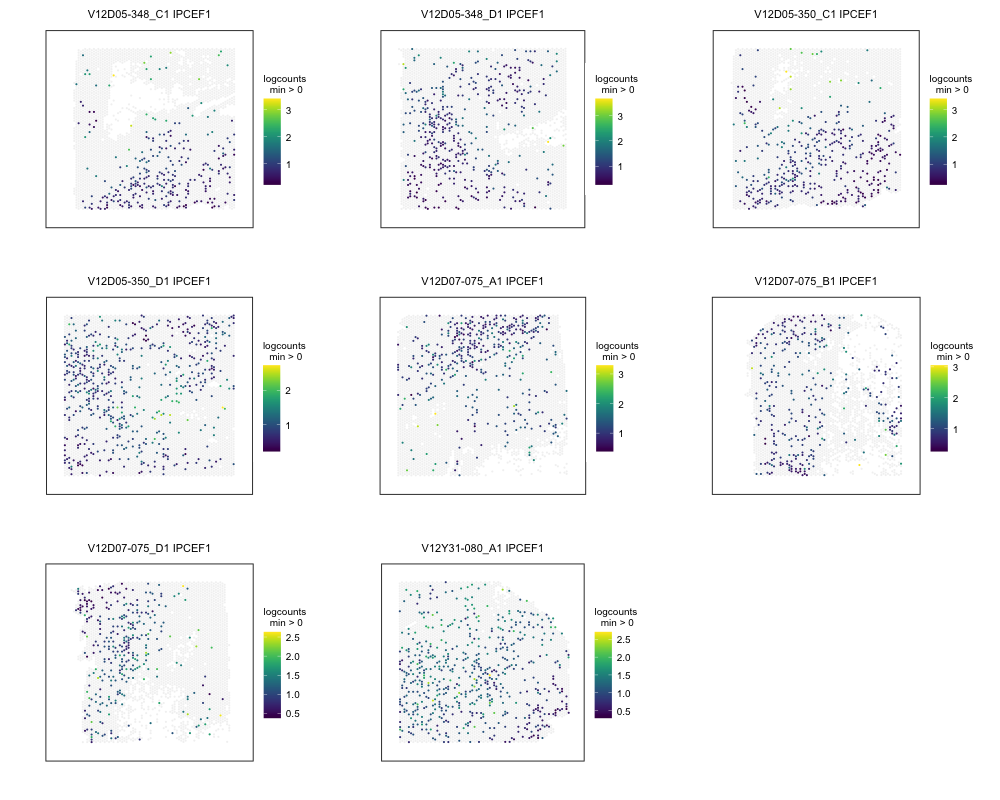 V12D05-348_C1 IPCEF1
logcounts
min > 0
3
2
1
V12D05-348_D1 IPCEF1
logcounts
min > 0
3
2
1
V12D05-350_C1 IPCEF1
logcounts
min > 0
3
2
1
V12D05-350_D1 IPCEF1
logcounts
min > 0
2
1
V12D07-075_A1 IPCEF1
logcounts
min > 0
3
2
1
V12D07-075_B1 IPCEF1
logcounts
min > 0
3
2
1
V12D07-075_D1 IPCEF1
logcounts
min > 0
2.5
2.0
1.5
1.0
0.5
V12Y31-080_A1 IPCEF1
logcounts
min > 0
2.5
2.0
1.5
1.0
0.5